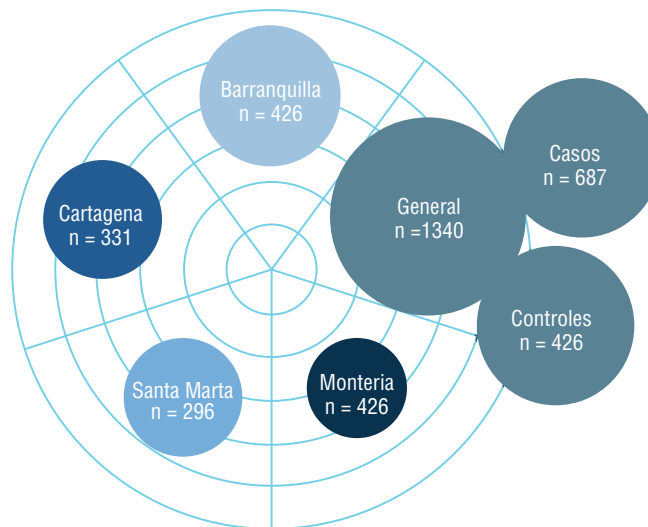 Barranquilla
n = 426
Casos
n = 687
Cartagena
n = 331
General
n =1340
Controles
n = 426
Santa Marta
n = 296
Monteria
n = 426